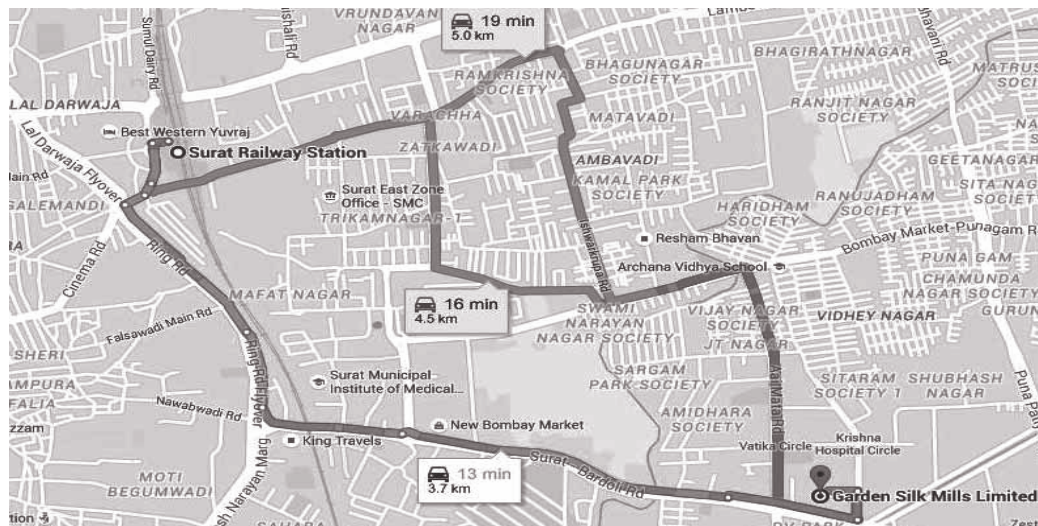 VRUNDAVAN
NAGAR
19 min
5.0 km
Sumul Dairy Rd
LAL DARWAJA
Best Western Yuvraj
Surat Railway Station
Lal Darwaja Flyover
VARACHHA
ZATKAWADI
RAMKRISHNA
SOCIETY
BHAGUNAGAR
SOCIETY
BHAGIRATHNAGAR
MATAVADI
RANJIT NAGAR
SOCIETY
AMBAVADI
KAMAL PARK
SOCIETY
GEETANAGAR
RANUJADHAM
SOCIETY
HARIDHAM
SOCIETY
Surat East Zone
Office - SMC
TRIKAMNAGAR-1
Ishwarkrupa Rd
Resham Bhavan
Archana Vidhya School
Bombay Market-Punagam R
PUNA GAM
CHAMUNDA
NAGAR SOCIETY
Cinema Rd
Ring Rd
MAFAT NAGAR
16 min
4.5 km
SWAMI
NARAYAN
NAGAR SOCIETY
VIJAY NAGAR
SOCIETY
JT NAGAR
VIDHEY NAGAR
Falsawadi Main Rd
SHERI
Ring Rd Flyover
Surat Municipal
Institute of Medical...
SARGAM
PARK SOCIETY
SITARAM
SOCIETY 1
SHUBHASH
NAGAR
Nawabwadi Rd
New Bombay Market
King Travels
AMIDHARA
SOCIETY
Vatika Circle
Krishna
Hospital Circle
MOTI
BEGUMWADI
13 min
3.7 km
Surat - Bardoli Rd
Garden Silk Mills Limited